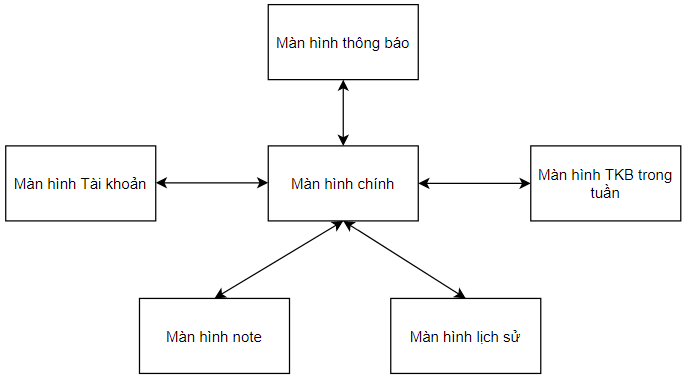 Màn hình thông báo
Màn hình Tài khoản
Màn hình chính
Màn hình TKB trong
tuần
Màn hình note
Màn hình lịch sử